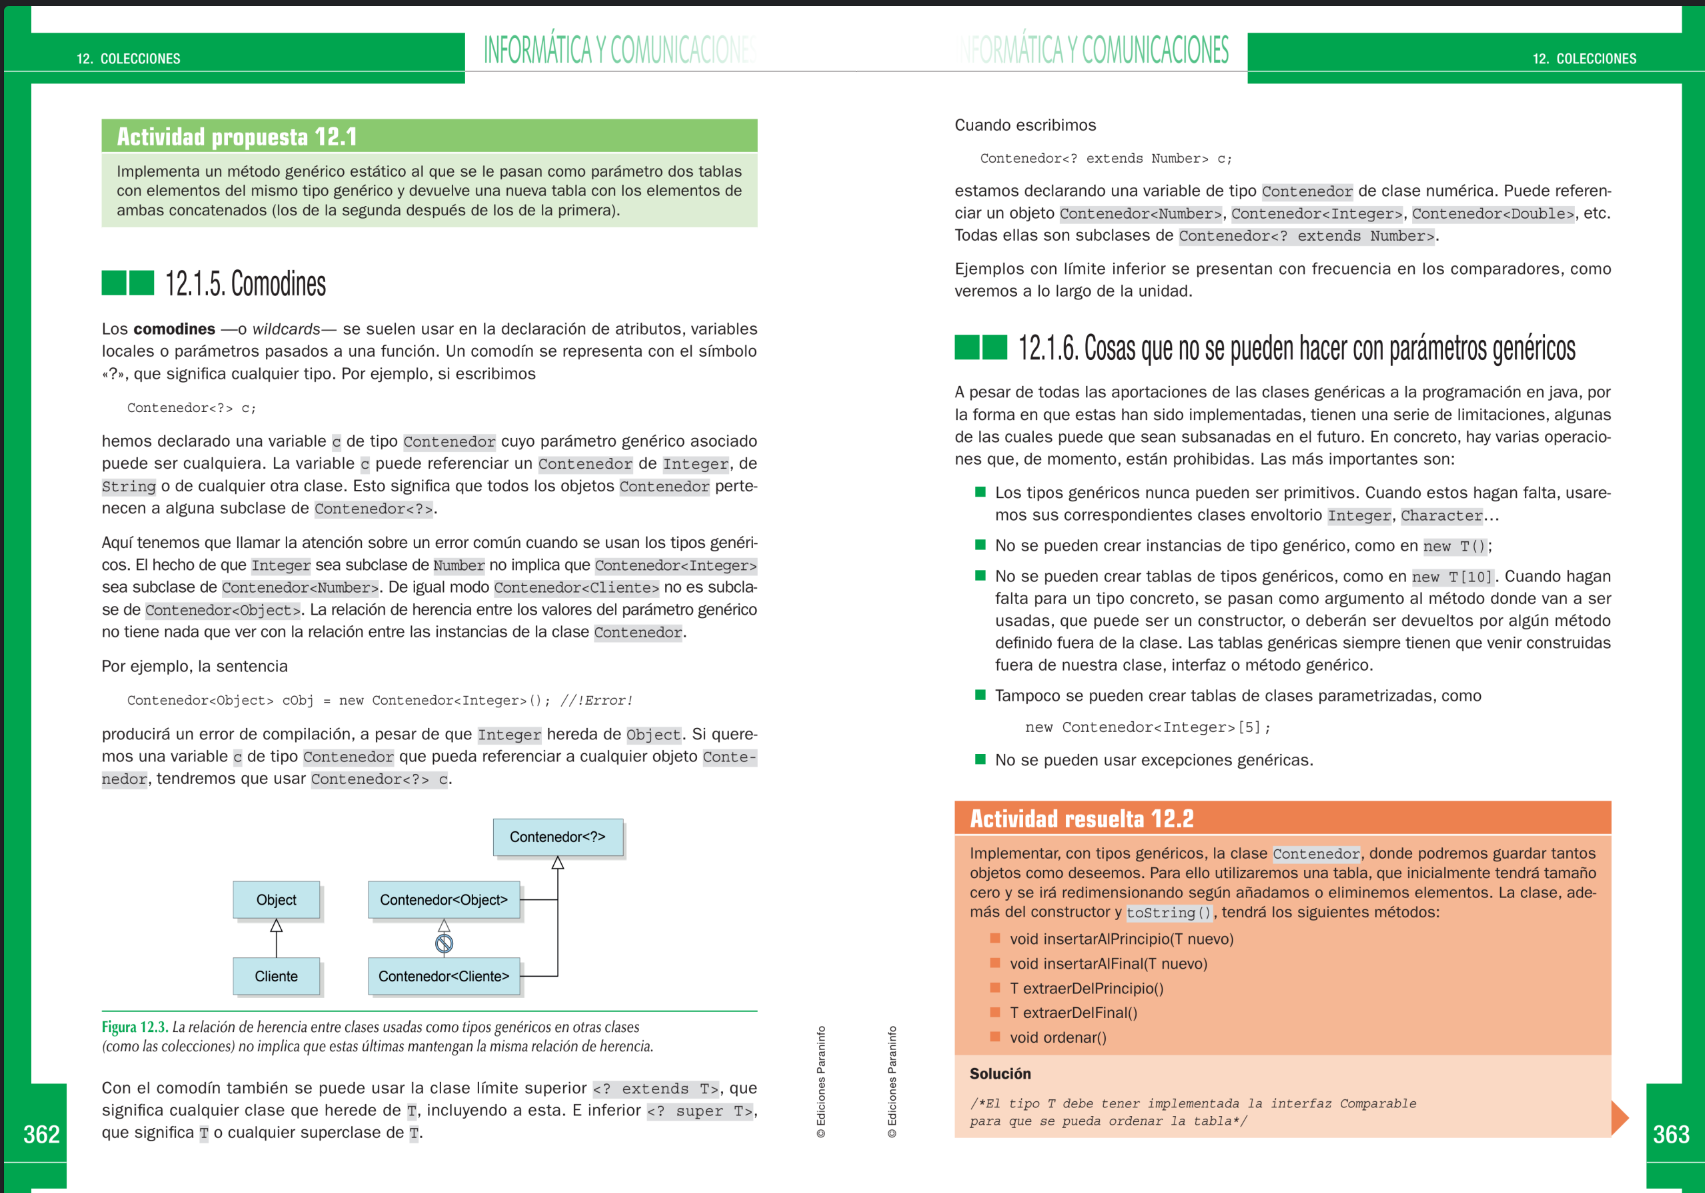 12. COLECCIONES
INFORMÁTICA Y COMUNICACIONES
Actividad propuesta 12.1
Implementa un método genérico estático al que se le pasan como parámetro dos tablas
con elementos del mismo tipo genérico y devuelve una nueva tabla con los elementos de
ambas concatenados (los de la segunda después de los de la primera).
12.1.5. Comodines
Los comodines —o wildcards— se suelen usar en la declaración de atributos, variables
locales o parámetros pasados a una función. Un comodín se representa con el símbolo
«?», que significa cualquier tipo. Por ejemplo, si escribimos
Contenedor<?> c;
hemos declarado una variable c de tipo Contenedor cuyo parámetro genérico asociado
puede ser cualquiera. La variable c puede referenciar un Contenedor de Integer, de
String o de cualquier otra clase. Esto significa que todos los objetos Contenedor perte-
necen a alguna subclase de Contenedor<?>.
Aquí tenemos que llamar la atención sobre un error común cuando se usan los tipos genéri-
cos. El hecho de que Integer sea subclase de Number no implica que Contenedor<Integer>
sea subclase de Contenedor<Number>. De igual modo Contenedor<Cliente> no es subcla-
se de Contenedor<Object>. La relación de herencia entre los valores del parámetro genérico
no tiene nada que ver con la relación entre las instancias de la clase Contenedor.
Por ejemplo, la sentencia
Contenedor<Object> cObj = new Contenedor<Integer>(); //!Error!
producirá un error de compilación, a pesar de que Integer hereda de Object. Si quere-
mos una variable c de tipo Contenedor que pueda referenciar a cualquier objeto Conte-
nedor, tendremos que usar Contenedor<?> c.
Contenedor<?>
Object
Contenedor<Object>
Cliente
Contenedor<Cliente>
Figura 12.3. La relación de herencia entre clases usadas como tipos genéricos en otras clases
(como las colecciones) no implica que estas últimas mantengan la misma relación de herencia.
Con el comodín también se puede usar la clase límite superior <? extends T>, que
significa cualquier clase que herede de T, incluyendo a esta. E inferior <? super T>,
que significa T o cualquier superclase de T.
362
© Ediciones Paraninfo
INFORMÁTICA Y COMUNICACIONES
12. COLECCIONES
Cuando escribimos
Contenedor<? extends Number> c;
estamos declarando una variable de tipo Contenedor de clase numérica. Puede referen-
ciar un objeto Contenedor<Number>, Contenedor<Integer>, Contenedor<Double>, etc.
Todas ellas son subclases de Contenedor<? extends Number>.
Ejemplos con límite inferior se presentan con frecuencia en los comparadores, como
veremos a lo largo de la unidad.
12.1.6. Cosas que no se pueden hacer con parámetros genéricos
A pesar de todas las aportaciones de las clases genéricas a la programación en java, por
la forma en que estas han sido implementadas, tienen una serie de limitaciones, algunas
de las cuales puede que sean subsanadas en el futuro. En concreto, hay varias operacio-
nes que, de momento, están prohibidas. Las más importantes son:
Los tipos genéricos nunca pueden ser primitivos. Cuando estos hagan falta, usare-
mos sus correspondientes clases envoltorio Integer, Character…
No se pueden crear instancias de tipo genérico, como en new T();
No se pueden crear tablas de tipos genéricos, como en new T[10]. Cuando hagan
falta para un tipo concreto, se pasan como argumento al método donde van a ser
usadas, que puede ser un constructor, o deberán ser devueltos por algún método
definido fuera de la clase. Las tablas genéricas siempre tienen que venir construidas
fuera de nuestra clase, interfaz o método genérico.
Tampoco se pueden crear tablas de clases parametrizadas, como
new Contenedor<Integer>[5];
No se pueden usar excepciones genéricas.
Actividad resuelta 12.2
Implementar, con tipos genéricos, la clase Contenedor, donde podremos guardar tantos
objetos como deseemos. Para ello utilizaremos una tabla, que inicialmente tendrá tamaño
cero y se irá redimensionando según añadamos o eliminemos elementos. La clase, ade-
más del constructor y toString(), tendrá los siguientes métodos:
void insertarAlPrincipio(T nuevo)
void insertarAlFinal(T nuevo)
T extraerDelPrincipio()
T extraerDelFinal()
void ordenar()
Solución
/*El tipo T debe tener implementada la interfaz Comparable
para que se pueda ordenar la tabla*/
© Ediciones Paraninfo
363